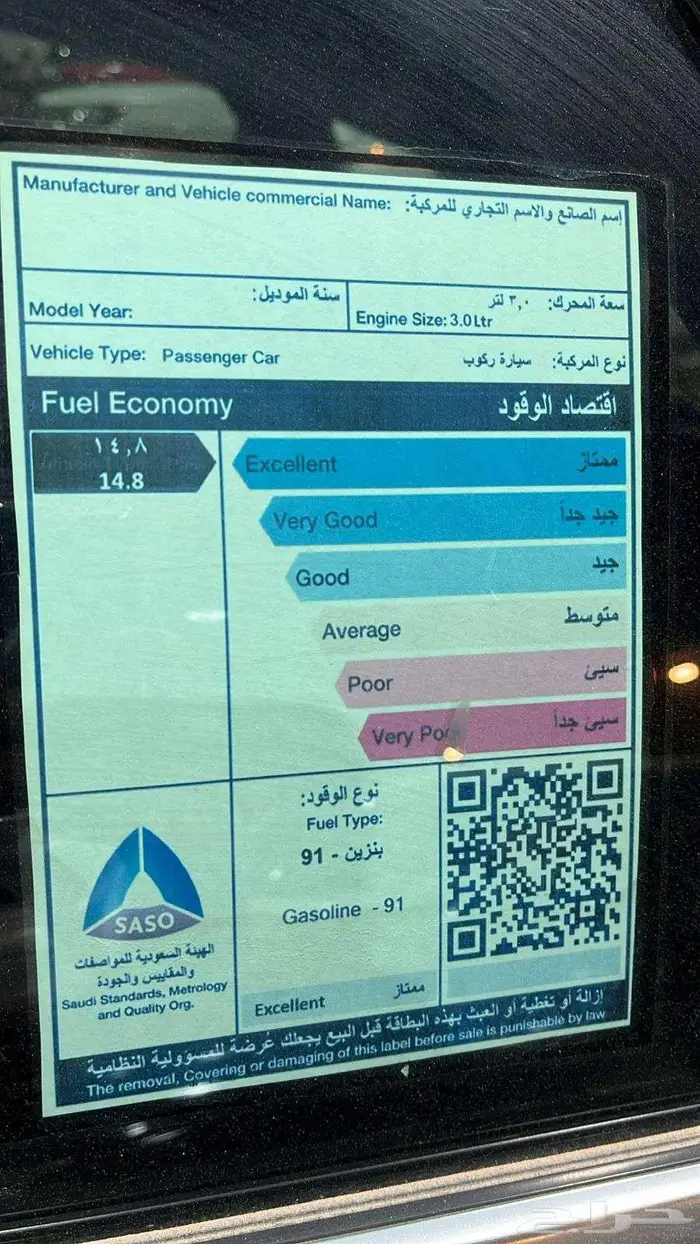 Manufacturer and Vehicle commercial Name: إسم الصانع والاسم التجاري للمركبة:
Model Year: سنة الموديل:
سعة المحرك: ٣,٠ لتر
Engine Size: 3.0Ltr
Vehicle Type: Passenger Car نوع المركبة: سيارة ركوب
Fuel Economy اقتصاد الوقود
١٤,٨
14.8
Excellent ممتاز
Very Good جيد جداً
Good جيد
Average متوسط
Poor سيئ
Very Poor سيئ جداً
نوع الوقود:
Fuel Type:
بنزين - 91
Gasoline - 91
Excellent ممتاز
SASO
الهيئة السعودية للمواصفات
والمقاييس والجودة
Saudi Standards, Metrology
and Quality Org.
إزالة أو تغطية أو العبث بهذه البطاقة قبل البيع يجعلك عُرضة للمسؤولية النظامية
The removal, Covering or damaging of this label before sale is punishable by law
حراج